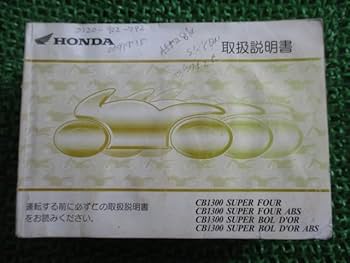 HONDA
取扱説明書
運転する前に必ずこの取扱説明書
をお読みください。
CB1300 SUPER FOUR
CB1300 SUPER FOUR ABS
CB1300 SUPER BOL D'OR
CB1300 SUPER BOL D'OR ABS